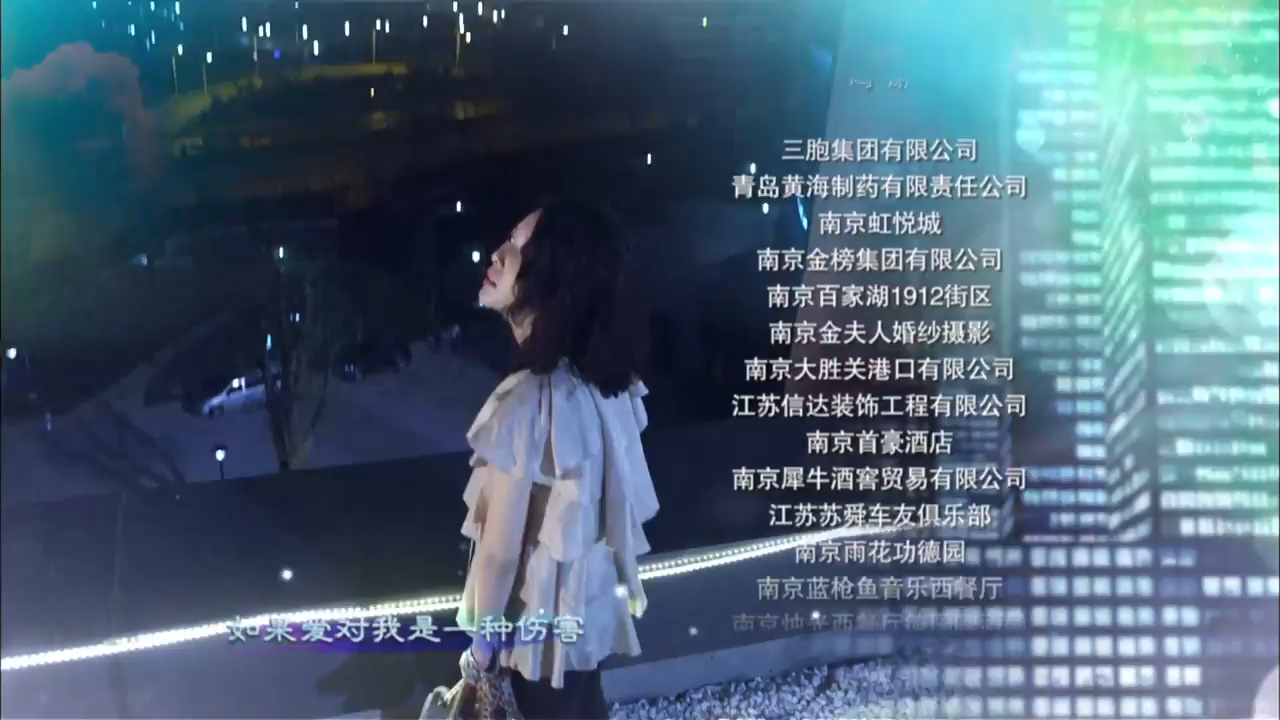 三胞集团有限公司
青岛黄海制药有限责任公司
南京虹悦城
南京金榜集团有限公司
南京百家湖1912街区
南京金夫人婚纱摄影
南京大胜关港口有限公司
江苏信达装饰工程有限公司
南京首豪酒店
南京犀牛酒窖贸易有限公司
江苏苏舜车友俱乐部
南京雨花功德园
南京蓝枪鱼音乐西餐厅
如果爱对我是一种伤害